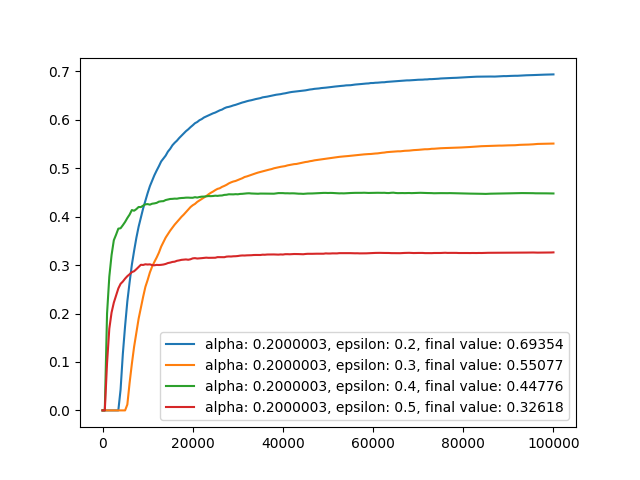 0.7
0.6
0.5
0.4
0.3
0.2
0.1
0.0
alpha: 0.2000003, epsilon: 0.2, final value: 0.69354
alpha: 0.2000003, epsilon: 0.3, final value: 0.55077
alpha: 0.2000003, epsilon: 0.4, final value: 0.44776
alpha: 0.2000003, epsilon: 0.5, final value: 0.32618
0 20000 40000 60000 80000 100000